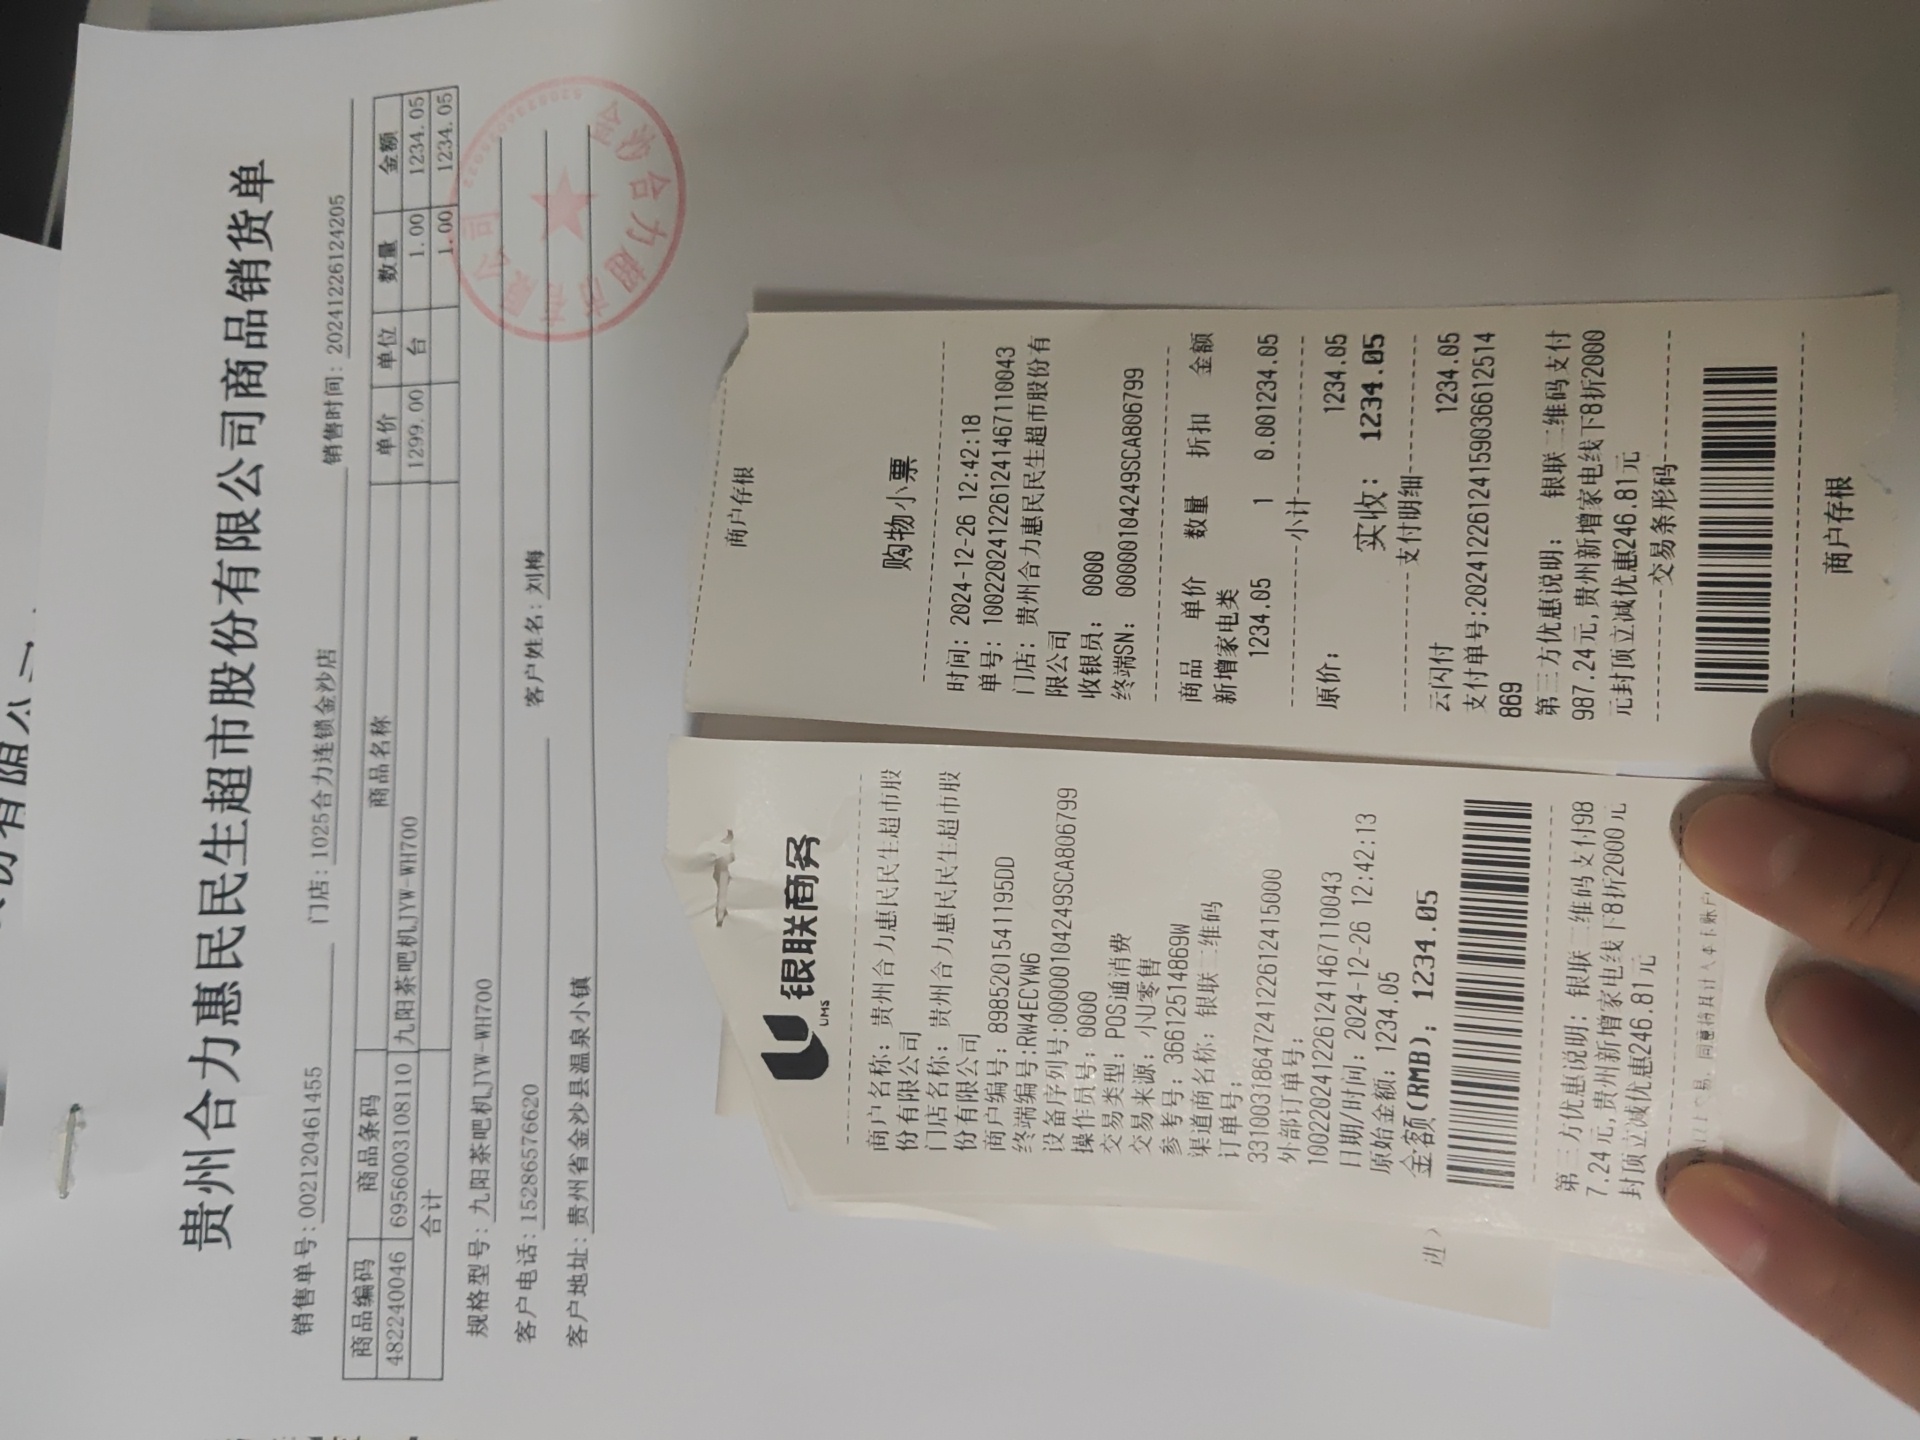 贵州合力惠民民生超市股份有限公司商品销货单
销售单号:002120461455 门店:1025合力连锁金沙店 销售时间:20241226124205
商品编码 商品条码 商品名称 单价 单位 数量 金额
482240046 6956003108110 九阳茶吧机JYW-WH700 1299.00 台 1.00 1234.05
合计 1.00 1234.05
规格型号:九阳茶吧机JYW-WH700
客户电话:15286576620 客户姓名:刘梅
客户地址:贵州省金沙县温泉小镇
合力超市有限公司
银联商务
UMS
商户名称: 贵州合力惠民民生超市股
份有限公司
门店名称: 贵州合力惠民民生超市股
份有限公司
商户编号: 89852015411195DD
终端编号:RW4ECYW6
设备序列号:00000104249SCA806799
操作员号: 0000
交易类型: POS通消费
交易来源: 小U零售
参考号: 36612514869W
渠道商名称: 银联二维码
订单号:
33100318647241226124150​00
外部订单号:
10022024122612414671​10043
日期/时间: 2024-12-26 12:42:13
原始金额: 1234.05
金额(RMB): 1234.05
第三方优惠说明: 银联二维码支付98
7.24元,贵州新增家电线下8折2000元
封顶立减优惠246.81元
商户存根
购物小票
时间: 2024-12-26 12:42:18
单号: 1002202412261241467110043
门店: 贵州合力惠民民生超市股份有
限公司
收银员: 0000
终端SN: 00000104249SCA806799
商品 单价 数量 折扣 金额
新增家电类
1234.05 1 0.00 1234.05
小计
原价: 1234.05
实收: 1234.05
支付明细
云闪付 1234.05
支付单号:20241226124159036612514
869
第三方优惠说明: 银联二维码支付
987.24元,贵州新增家电线下8折2000
元封顶立减优惠246.81元
交易条形码
商户存根